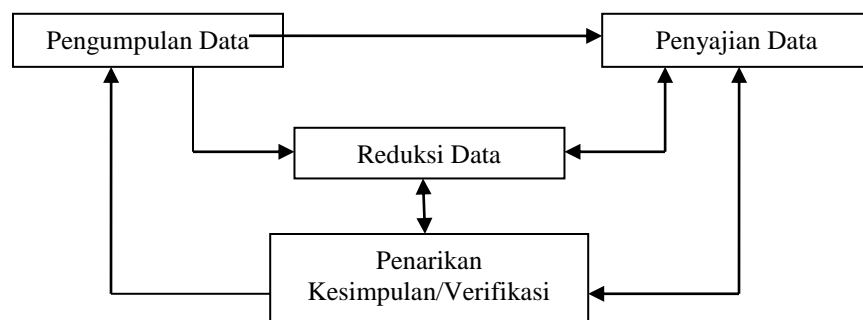 Pengumpulan Data
Penyajian Data
Reduksi Data
Penarikan
Kesimpulan/Verifikasi